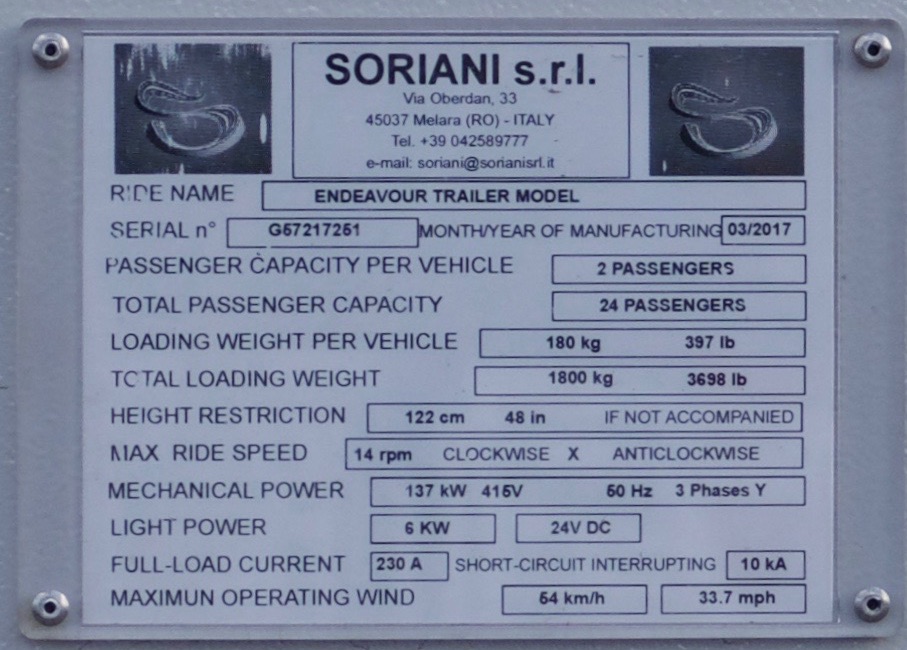 SORIANI s.r.l.
Via Oberdan, 33
45037 Melara (RO) - ITALY
Tel. +39 042589777
e-mail: soriani@sorianisrl.it
RIDE NAME ENDEAVOUR TRAILER MODEL
SERIAL n° G57217251 MONTH/YEAR OF MANUFACTURING 03/2017
PASSENGER CAPACITY PER VEHICLE 2 PASSENGERS
TOTAL PASSENGER CAPACITY 24 PASSENGERS
LOADING WEIGHT PER VEHICLE 180 kg 397 lb
TOTAL LOADING WEIGHT 1800 kg 3698 lb
HEIGHT RESTRICTION 122 cm 48 in IF NOT ACCOMPANIED
MAX RIDE SPEED 14 rpm CLOCKWISE X ANTICLOCKWISE
MECHANICAL POWER 137 kW 415V 50 Hz 3 Phases Y
LIGHT POWER 6 KW 24V DC
FULL-LOAD CURRENT 230 A SHORT-CIRCUIT INTERRUPTING 10 kA
MAXIMUN OPERATING WIND 54 km/h 33.7 mph